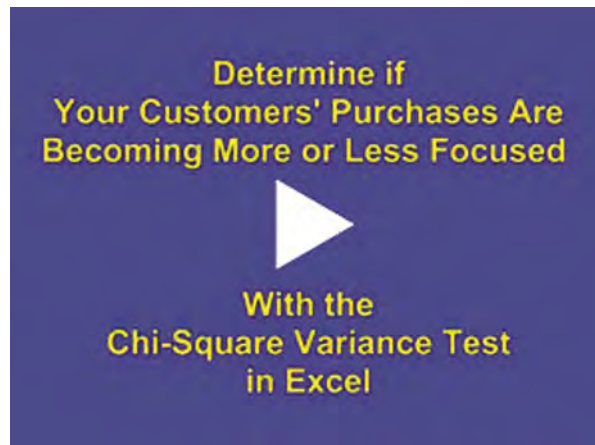 Determine if
Your Customers' Purchases Are
Becoming More or Less Focused
With the
Chi-Square Variance Test
in Excel